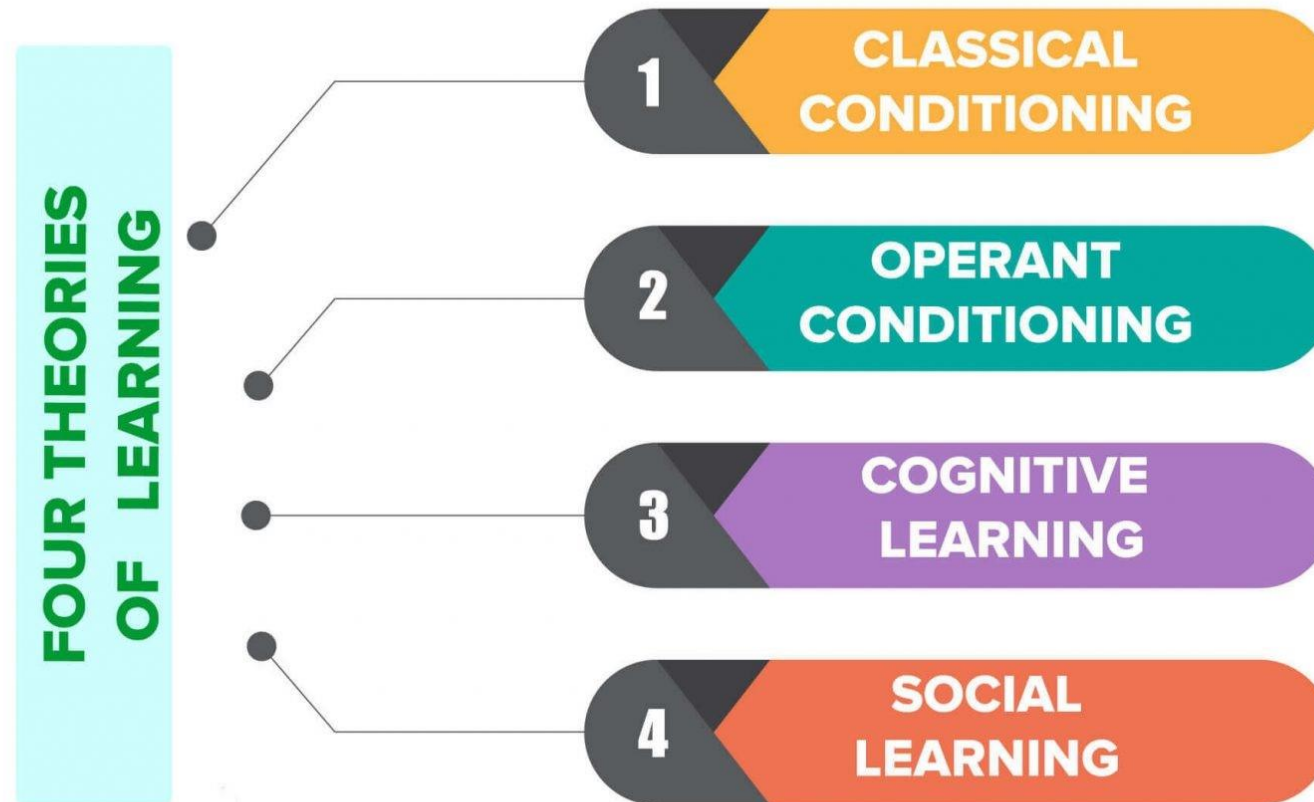 FOUR THEORIES
OF LEARNING
1
CLASSICAL
CONDITIONING
2
OPERANT
CONDITIONING
3
COGNITIVE
LEARNING
4
SOCIAL
LEARNING